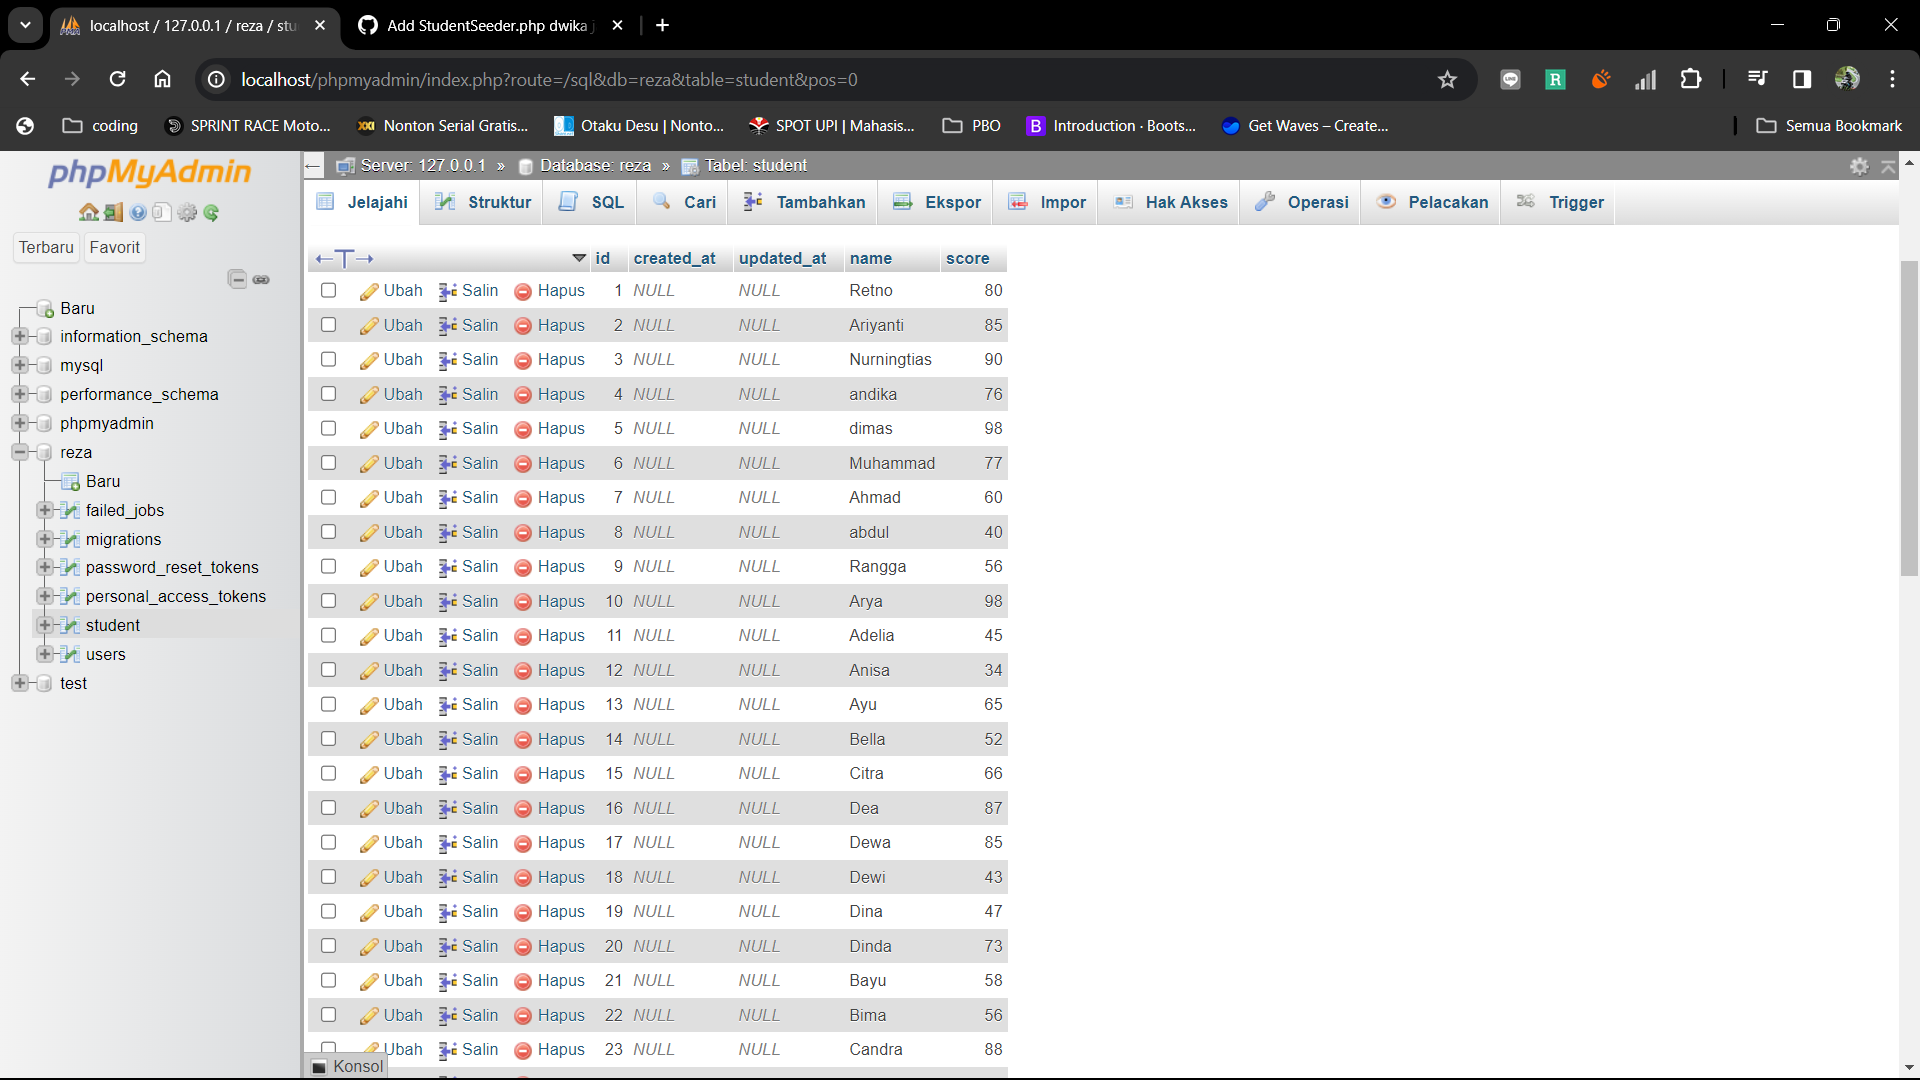 localhost / 127.0.0.1 / reza / stu
Add StudentSeeder.php dwika j
localhost/phpmyadmin/index.php?route=/sql&db=reza&table=student&pos=0
coding
SPRINT RACE Moto...
Nonton Serial Gratis...
Otaku Desu | Nonto...
SPOT UPI | Mahasis...
PBO
Introduction · Boots...
Get Waves – Create...
Semua Bookmark
phpMyAdmin
Terbaru Favorit
Baru
information_schema
mysql
performance_schema
phpmyadmin
reza
Baru
failed_jobs
migrations
password_reset_tokens
personal_access_tokens
student
users
test
Server: 127.0.0.1 » Database: reza » Tabel: student
Jelajahi Struktur SQL Cari Tambahkan Ekspor Impor Hak Akses Operasi Pelacakan Trigger
id created_at updated_at name score
Ubah Salin Hapus 1 NULL NULL Retno 80
Ubah Salin Hapus 2 NULL NULL Ariyanti 85
Ubah Salin Hapus 3 NULL NULL Nurningtias 90
Ubah Salin Hapus 4 NULL NULL andika 76
Ubah Salin Hapus 5 NULL NULL dimas 98
Ubah Salin Hapus 6 NULL NULL Muhammad 77
Ubah Salin Hapus 7 NULL NULL Ahmad 60
Ubah Salin Hapus 8 NULL NULL abdul 40
Ubah Salin Hapus 9 NULL NULL Rangga 56
Ubah Salin Hapus 10 NULL NULL Arya 98
Ubah Salin Hapus 11 NULL NULL Adelia 45
Ubah Salin Hapus 12 NULL NULL Anisa 34
Ubah Salin Hapus 13 NULL NULL Ayu 65
Ubah Salin Hapus 14 NULL NULL Bella 52
Ubah Salin Hapus 15 NULL NULL Citra 66
Ubah Salin Hapus 16 NULL NULL Dea 87
Ubah Salin Hapus 17 NULL NULL Dewa 85
Ubah Salin Hapus 18 NULL NULL Dewi 43
Ubah Salin Hapus 19 NULL NULL Dina 47
Ubah Salin Hapus 20 NULL NULL Dinda 73
Ubah Salin Hapus 21 NULL NULL Bayu 58
Ubah Salin Hapus 22 NULL NULL Bima 56
Ubah Salin Hapus 23 NULL NULL Candra 88
Konsol